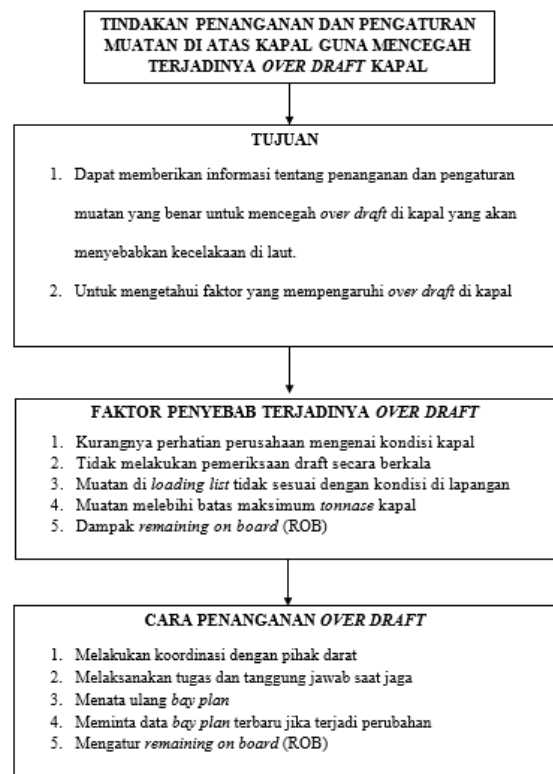 TINDAKAN PENANGANAN DAN PENGATURAN
MUATAN DI ATAS KAPAL GUNA MENCEGAH
TERJADINYA OVER DRAFT KAPAL
TUJUAN
1. Dapat memberikan informasi tentang penanganan dan pengaturan
muatan yang benar untuk mencegah over draft di kapal yang akan
menyebabkan kecelakaan di laut.
2. Untuk mengetahui faktor yang mempengaruhi over draft di kapal
FAKTOR PENYEBAB TERJADINYA OVER DRAFT
1. Kurangnya perhatian perusahaan mengenai kondisi kapal
2. Tidak melakukan pemeriksaan draft secara berkala
3. Muatan di loading list tidak sesuai dengan kondisi di lapangan
4. Muatan melebihi batas maksimum tonnase kapal
5. Dampak remaining on board (ROB)
CARA PENANGANAN OVER DRAFT
1. Melakukan koordinasi dengan pihak darat
2. Melaksanakan tugas dan tanggung jawab saat jaga
3. Menata ulang bay plan
4. Meminta data bay plan terbaru jika terjadi perubahan
5. Mengatur remaining on board (ROB)